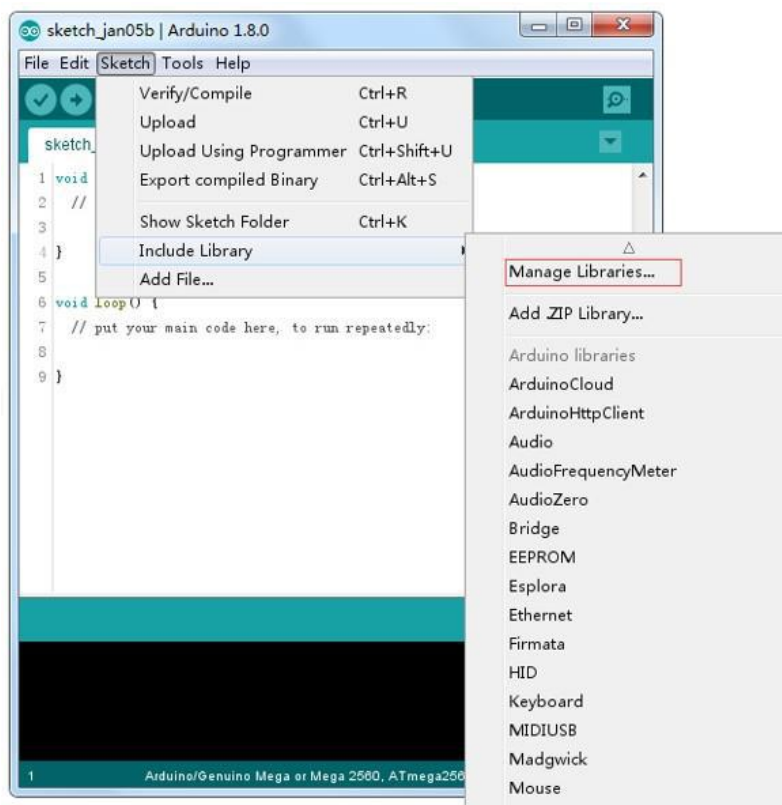 sketch_jan05b | Arduino 1.8.0
File Edit Sketch Tools Help
Verify/Compile Ctrl+R
Upload Ctrl+U
Upload Using Programmer Ctrl+Shift+U
Export compiled Binary Ctrl+Alt+S
Show Sketch Folder Ctrl+K
Include Library
Add File...
sketch_
1 void
2 //
3
4 }
5
6 void loop() {
7 // put your main code here, to run repeatedly:
8
9 }
Manage Libraries...
Add .ZIP Library...
Arduino libraries
ArduinoCloud
ArduinoHttpClient
Audio
AudioFrequencyMeter
AudioZero
Bridge
EEPROM
Esplora
Ethernet
Firmata
HID
Keyboard
MIDIUSB
Madgwick
Mouse
1 Arduino/Genuino Mega or Mega 2560, ATmega256